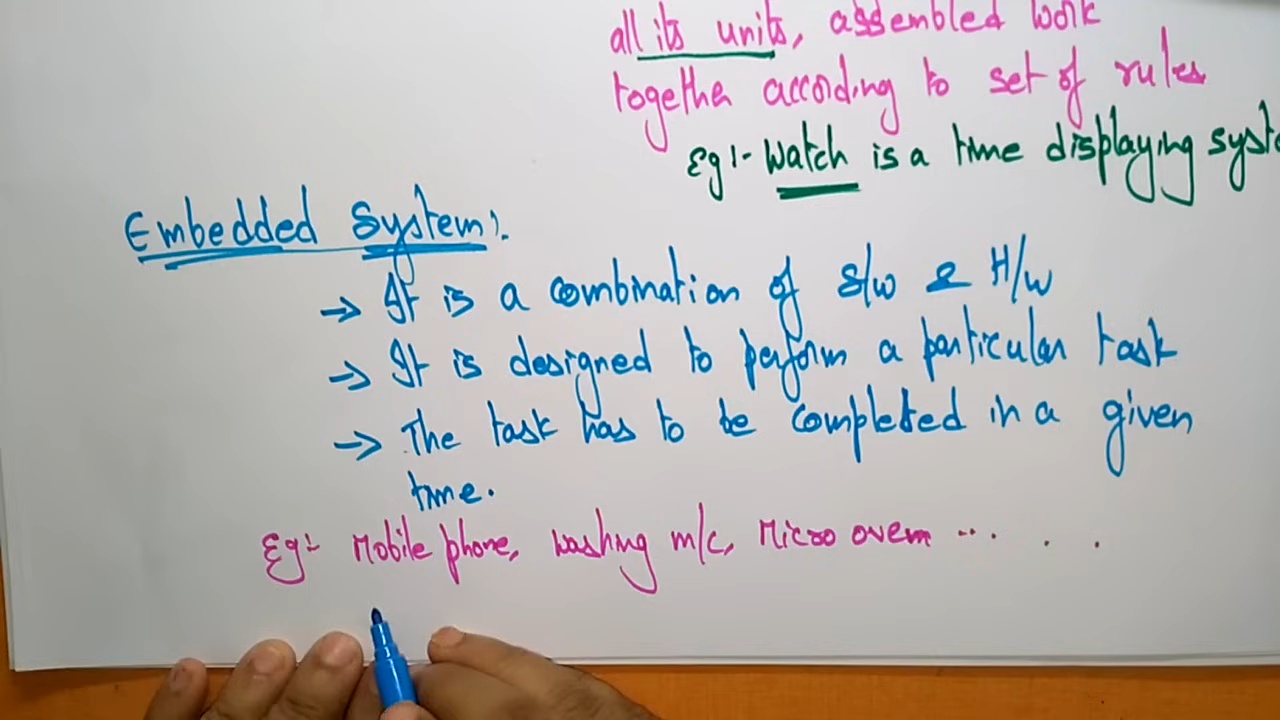 all its units, assembled work
together according to set of rules
Eg:- Watch is a time displaying syste
Embedded System:.
→ It is a combination of S/w & H/w
→ It is designed to perform a particular task
→ The task has to be completed in a given
time.
Eg:- Mobile phone, washing m/c, Micro oven .. . . .